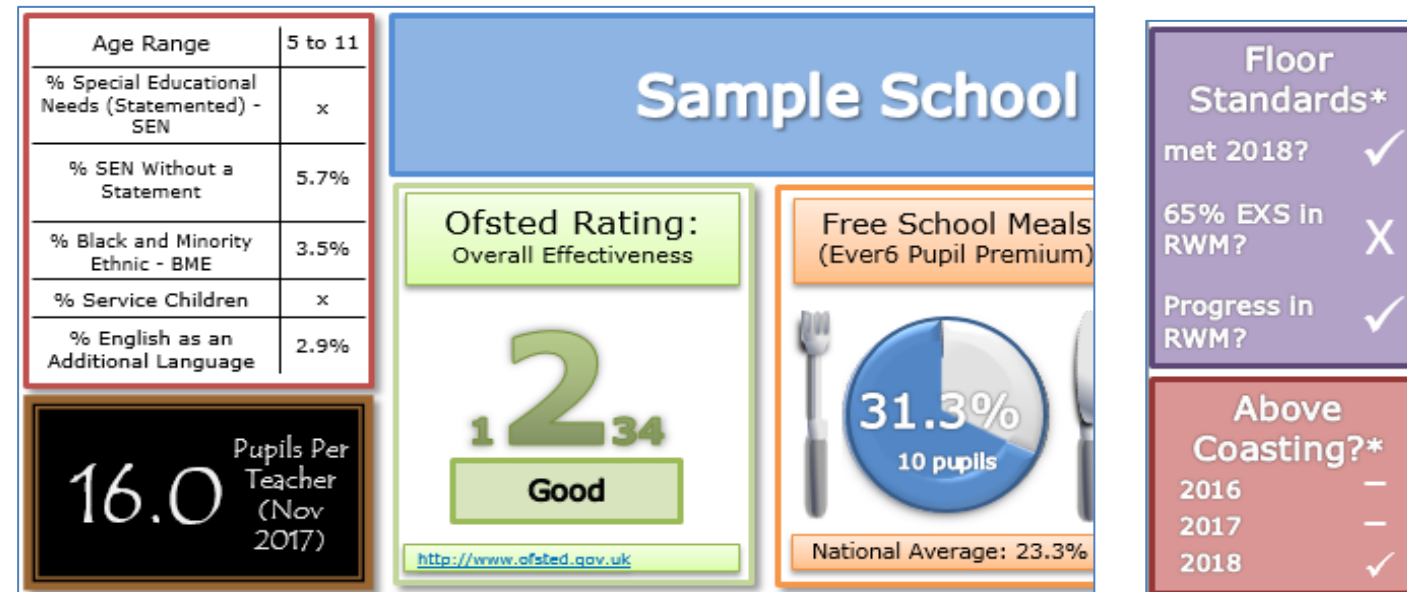 Age Range 5 to 11
% Special Educational
Needs (Statemented) - x
SEN
% SEN Without a
Statement 5.7%
% Black and Minority
Ethnic - BME 3.5%
% Service Children x
% English as an
Additional Language 2.9%
16.0
Pupils Per
Teacher
(Nov
2017)
Sample School
Ofsted Rating:
Overall Effectiveness
1 2 3 4
Good
http://www.ofsted.gov.uk
Free School Meals
(Ever6 Pupil Premium)
31.3%
10 pupils
National Average: 23.3%
Floor
Standards*
met 2018? ✓
65% EXS in
RWM? X
Progress in
RWM? ✓
Above
Coasting?*
2016 –
2017 –
2018 ✓